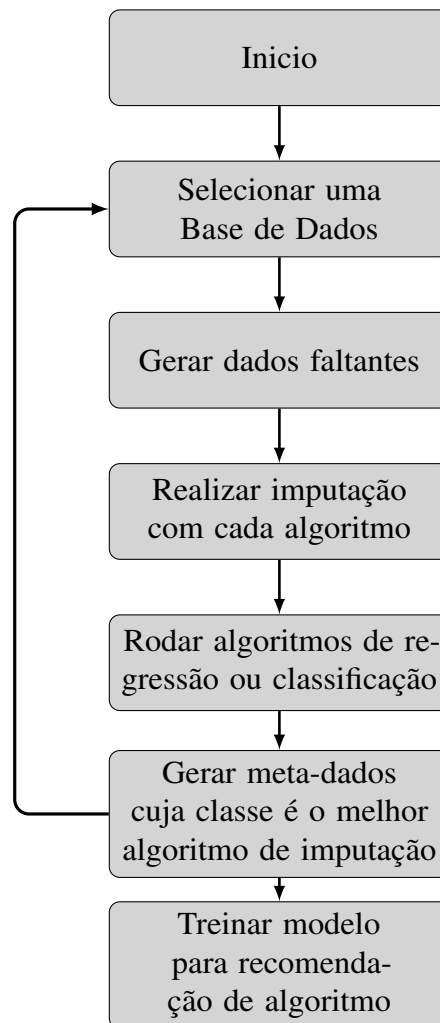 Inicio
Selecionar uma
Base de Dados
Gerar dados faltantes
Realizar imputação
com cada algoritmo
Rodar algoritmos de re-
gressão ou classificação
Gerar meta-dados
cuja classe é o melhor
algoritmo de imputação
Treinar modelo
para recomenda-
ção de algoritmo